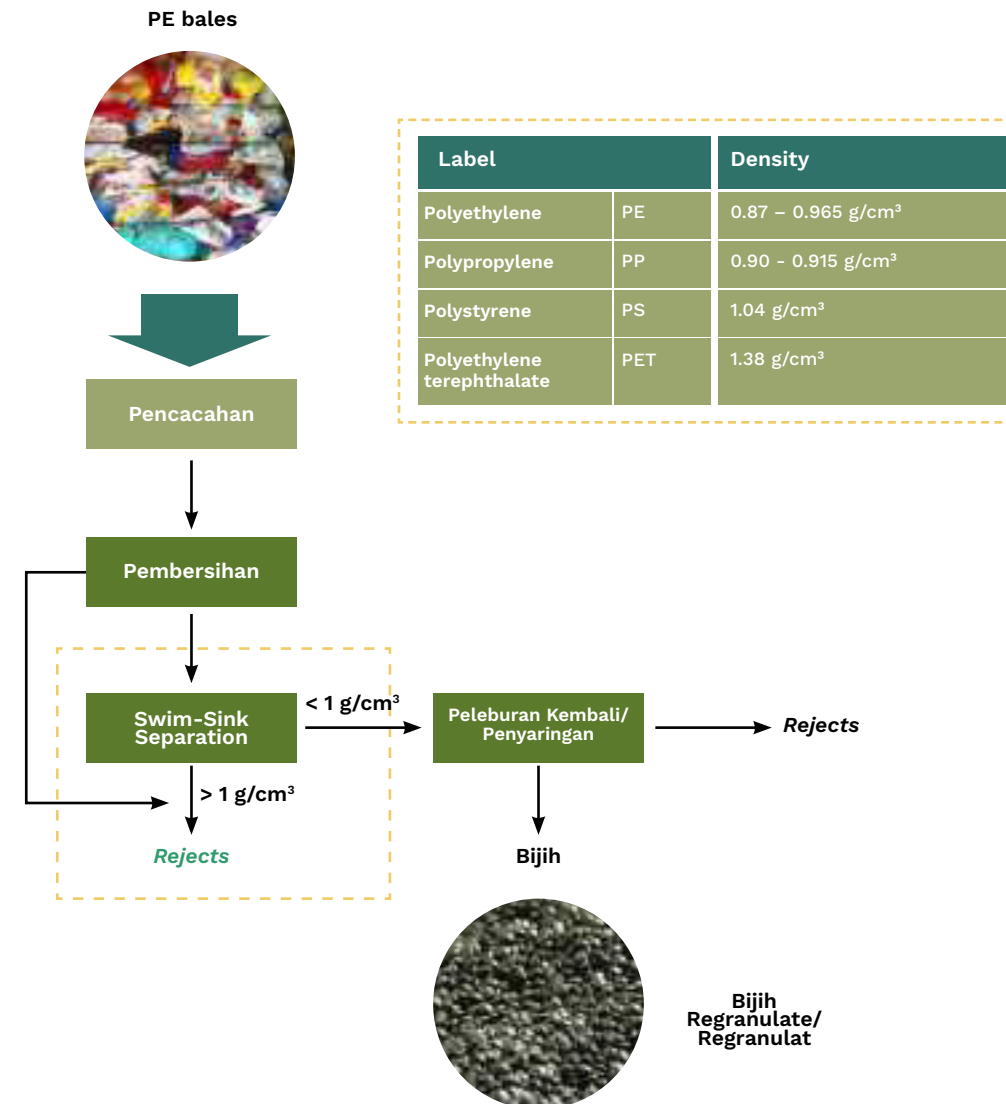 PE bales
Label Density
Polyethylene PE 0.87 – 0.965 g/cm³
Polypropylene PP 0.90 - 0.915 g/cm³
Polystyrene PS 1.04 g/cm³
Polyethylene
terephthalate PET 1.38 g/cm³
Pencacahan
Pembersihan
Swim-Sink
Separation
< 1 g/cm³
Peleburan Kembali/
Penyaringan
Rejects
> 1 g/cm³
Rejects
Bijih
Bijih
Regranulate/
Regranulat